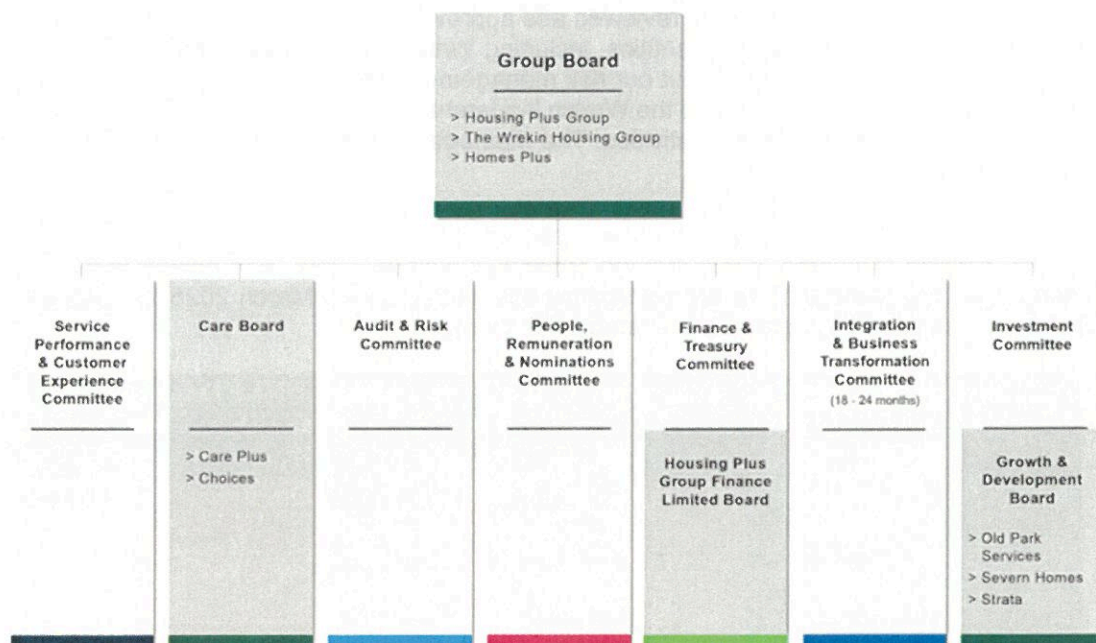 Group Board
> Housing Plus Group
> The Wrekin Housing Group
> Homes Plus
Service
Performance
& Customer
Experience
Committee
Care Board
> Care Plus
> Choices
Audit & Risk
Committee
People,
Remuneration
& Nominations
Committee
Finance &
Treasury
Committee
Housing Plus
Group Finance
Limited Board
Integration
& Business
Transformation
Committee
(18 - 24 months)
Investment
Committee
Growth &
Development
Board
> Old Park
Services
> Severn Homes
> Strata